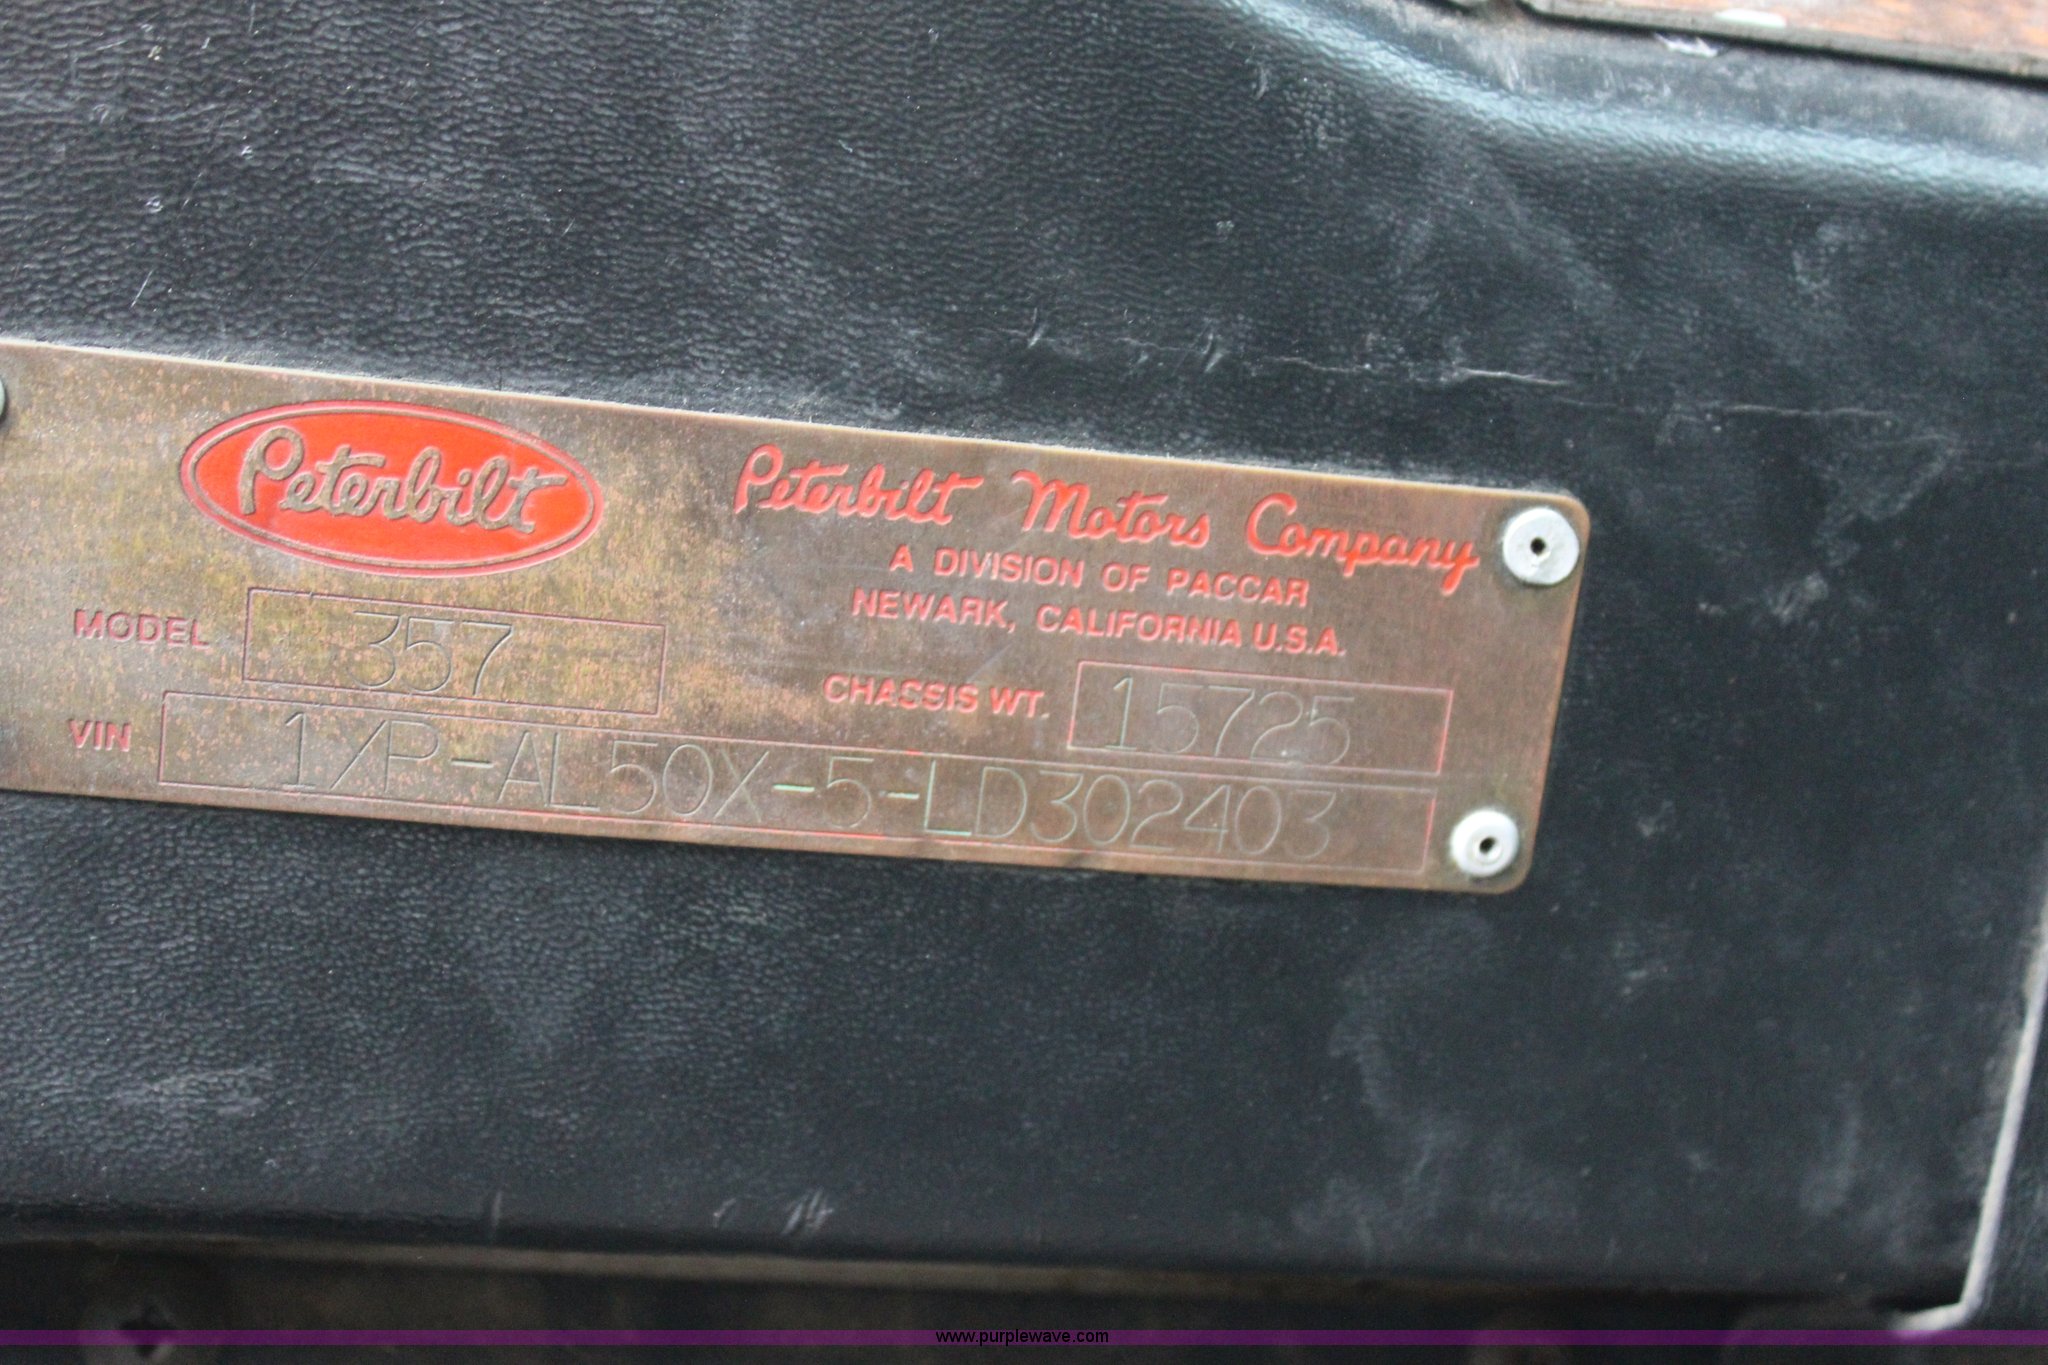 Peterbilt
Peterbilt Motors Company
A DIVISION OF PACCAR
NEWARK, CALIFORNIA U.S.A.
MODEL 357
CHASSIS WT. 15725
VIN 1XP-AL50X-5-LD302403
www.purplewave.com